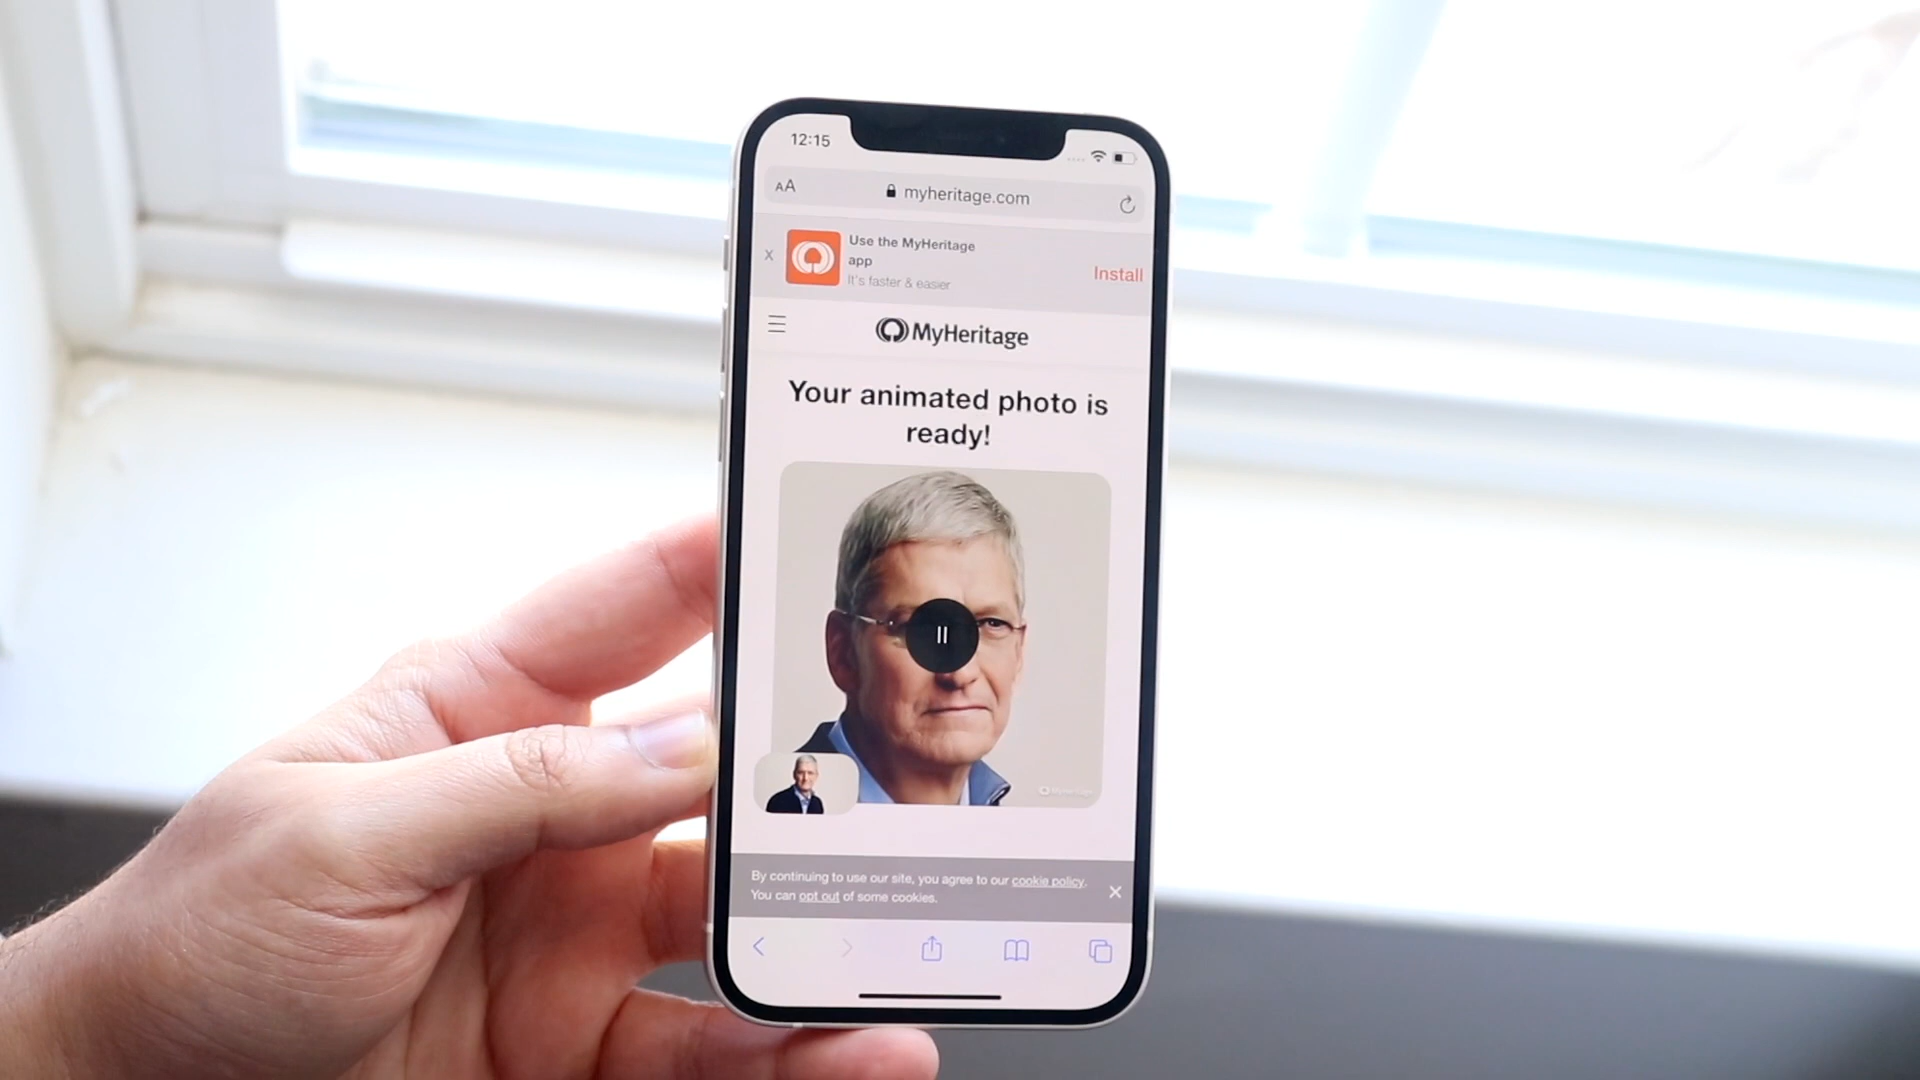 12:15
AA myheritage.com
Use the MyHeritage
app
It's faster & easier
X
Install
MyHeritage
Your animated photo is
ready!
MyHeritage
By continuing to use our site, you agree to our cookie policy.
You can opt out of some cookies.